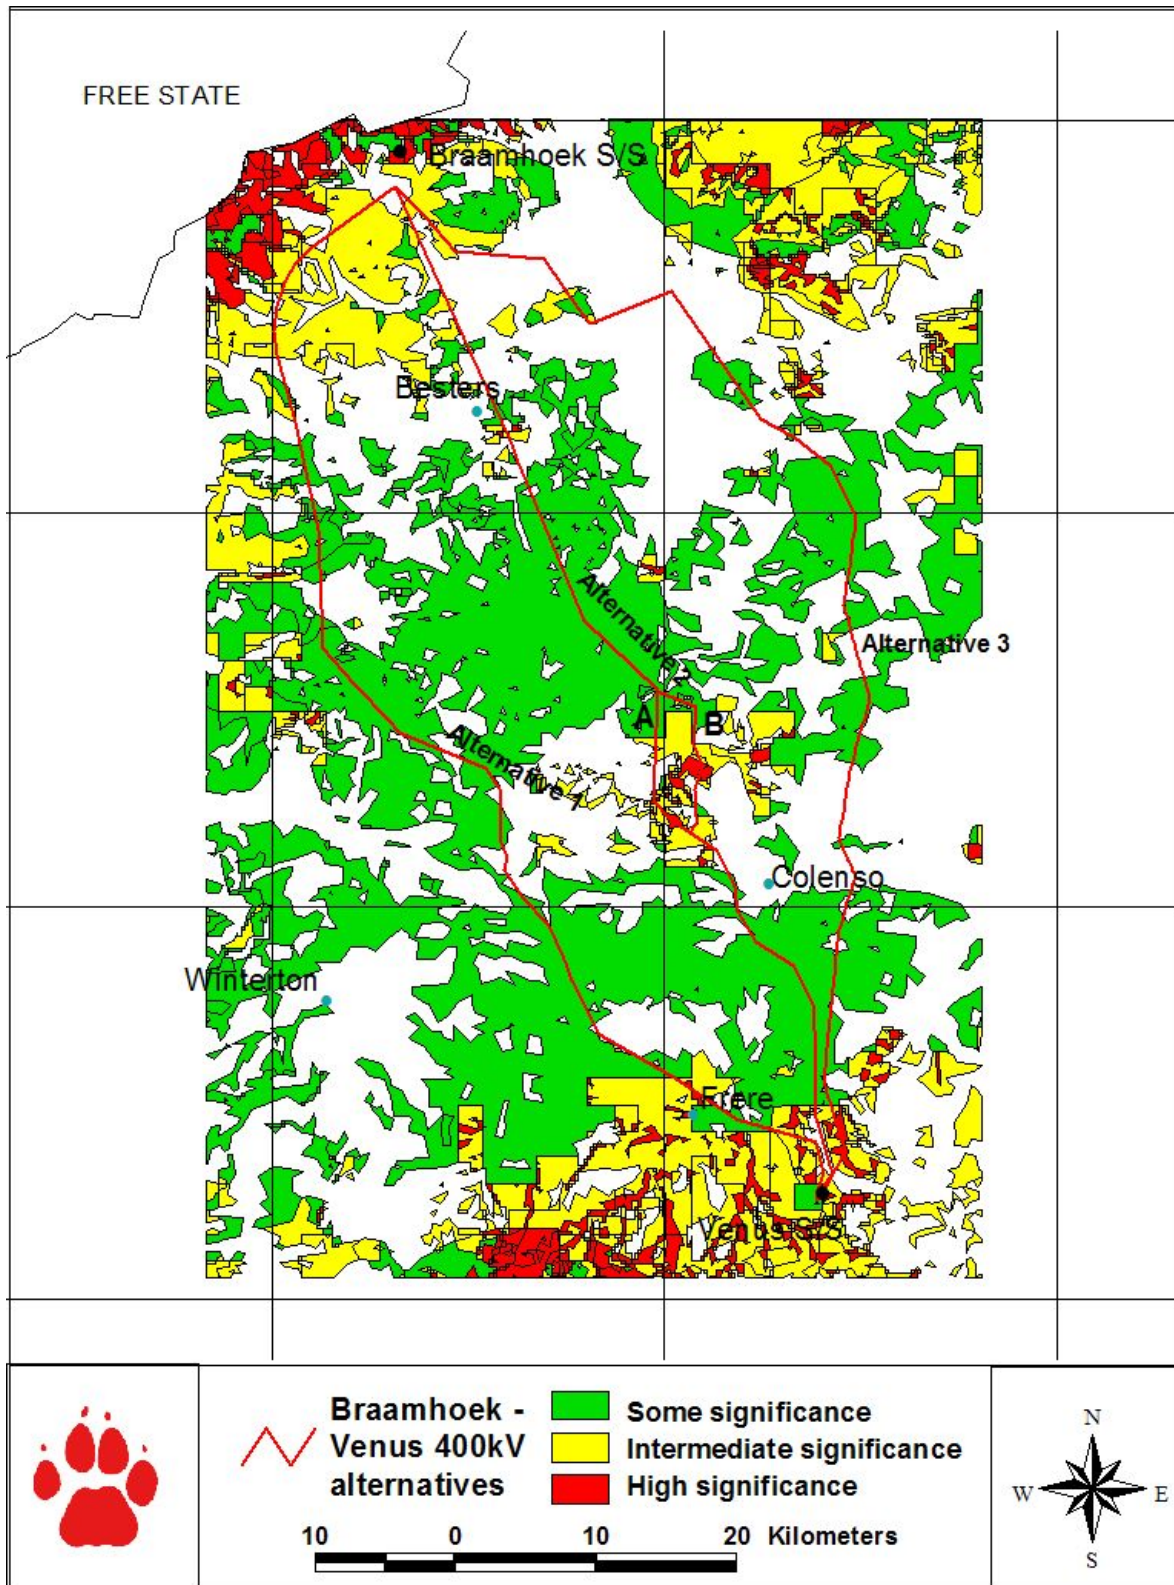 FREE STATE
Braamhoek S/S
Besters
Alternative 2
Alternative 3
A
B
Alternative 1
Colenso
Winterton
Frere
Venus S/S
Braamhoek -
Venus 400kV
alternatives
Some significance
Intermediate significance
High significance
10 0 10 20 Kilometers
N
W E
S